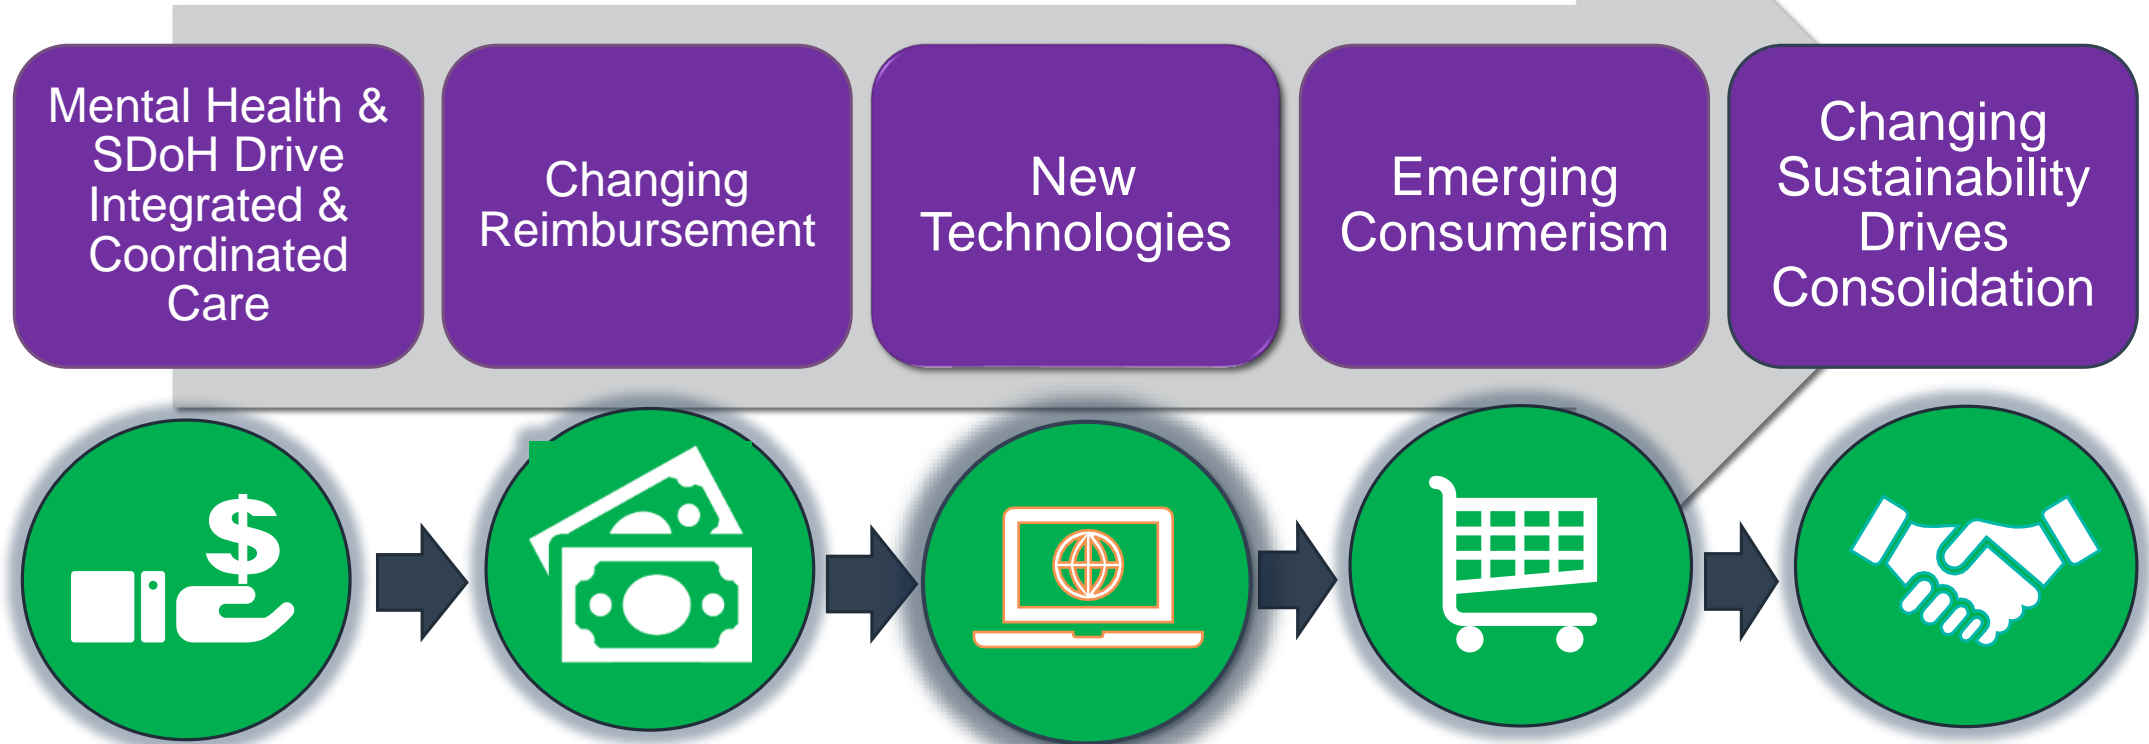 Mental Health &
SDoH Drive
Integrated &
Coordinated
Care
Changing
Reimbursement
New
Technologies
Emerging
Consumerism
Changing
Sustainability
Drives
Consolidation
$